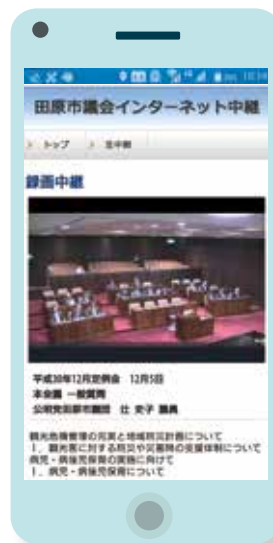 田原市議会インターネット中継
トップ
録画中継
平成30年12月定例会 12月5日
本会議 一般質問
公明党田原市議団 辻 史子 議員
観光危機管理の充実と地域防災計画について
1．観光客に対する防災や災害時の支援体制について
病児・病後児保育の実施に向けて
1．病児・病後児保育について